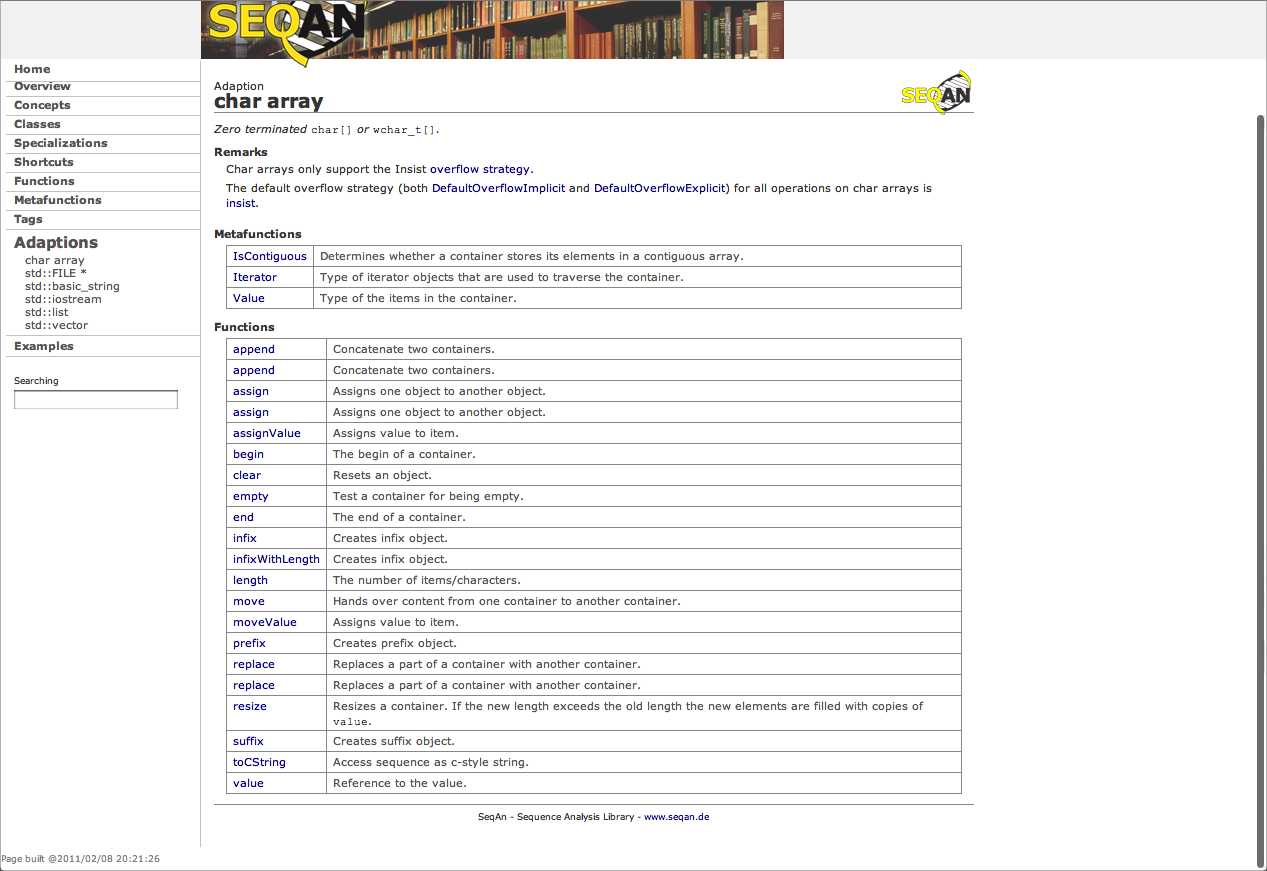 SEQAN
Home
Overview
Concepts
Classes
Specializations
Shortcuts
Functions
Metafunctions
Tags
Adaptions
char array
std::FILE *
std::basic_string
std::iostream
std::list
std::vector
Examples
Searching
Adaption
char array
SEQAN
Zero terminated char[] or wchar_t[].
Remarks
Char arrays only support the Insist overflow strategy.
The default overflow strategy (both DefaultOverflowImplicit and DefaultOverflowExplicit) for all operations on char arrays is
insist.
Metafunctions
IsContiguous Determines whether a container stores its elements in a contiguous array.
Iterator Type of iterator objects that are used to traverse the container.
Value Type of the items in the container.
Functions
append Concatenate two containers.
append Concatenate two containers.
assign Assigns one object to another object.
assign Assigns one object to another object.
assignValue Assigns value to item.
begin The begin of a container.
clear Resets an object.
empty Test a container for being empty.
end The end of a container.
infix Creates infix object.
infixWithLength Creates infix object.
length The number of items/characters.
move Hands over content from one container to another container.
moveValue Assigns value to item.
prefix Creates prefix object.
replace Replaces a part of a container with another container.
replace Replaces a part of a container with another container.
resize Resizes a container. If the new length exceeds the old length the new elements are filled with copies of
value.
suffix Creates suffix object.
toCString Access sequence as c-style string.
value Reference to the value.
SeqAn - Sequence Analysis Library - www.seqan.de
Page built @2011/02/08 20:21:26